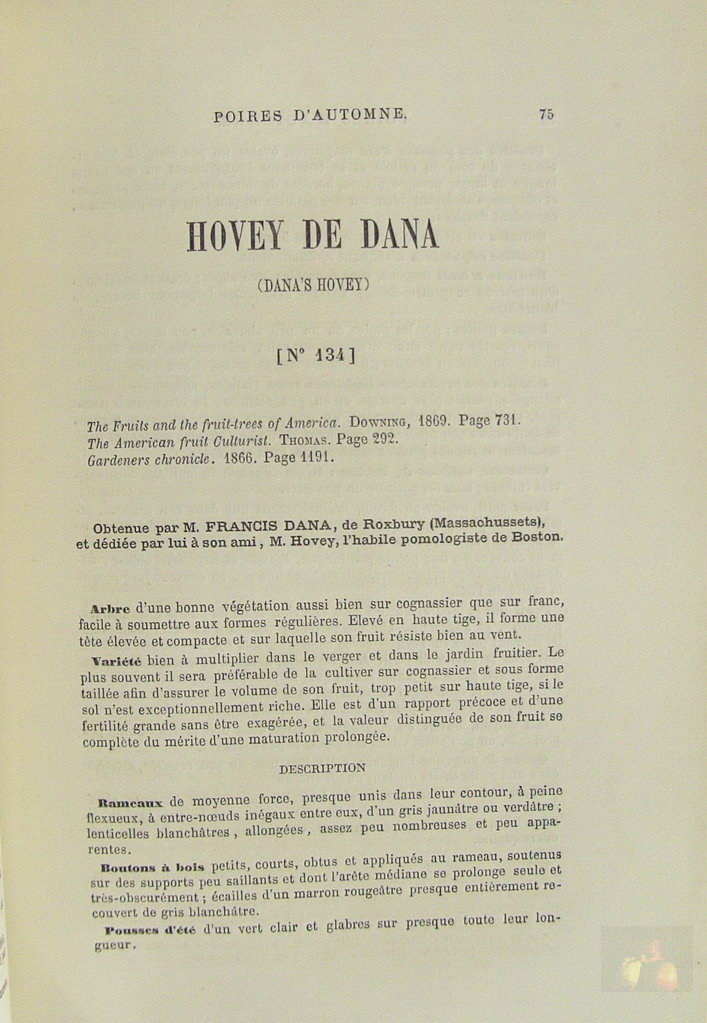 POIRES D'AUTOMNE. 75
HOVEY DE DANA
(DANA'S HOVEY)
[N° 134]
The Fruits and the fruit-trees of America. DOWNING, 1869. Page 731.
The American fruit Culturist. THOMAS. Page 292.
Gardeners chronicle. 1866. Page 1191.
Obtenue par M. FRANCIS DANA, de Roxbury (Massachussets),
et dédiée par lui à son ami, M. Hovey, l'habile pomologiste de Boston.
Arbre d'une bonne végétation aussi bien sur cognassier que sur franc,
facile à soumettre aux formes régulières. Elevé en haute tige, il forme une
tête élevée et compacte et sur laquelle son fruit résiste bien au vent.
Variété bien à multiplier dans le verger et dans le jardin fruitier. Le
plus souvent il sera préférable de la cultiver sur cognassier et sous forme
taillée afin d'assurer le volume de son fruit, trop petit sur haute tige, si le
sol n'est exceptionnellement riche. Elle est d'un rapport précoce et d'une
fertilité grande sans être exagérée, et la valeur distinguée de son fruit se
complète du mérite d'une maturation prolongée.
DESCRIPTION
Rameaux de moyenne force, presque unis dans leur contour, à peine
flexueux, à entre-nœuds inégaux entre eux, d'un gris jaunâtre ou verdâtre ;
lenticelles blanchâtres, allongées, assez peu nombreuses et peu appa-
rentes.
Boutons à bois petits, courts, obtus et appliqués au rameau, soutenus
sur des supports peu saillants et dont l'arête médiane se prolonge seule et
très-obscurément ; écailles d'un marron rougeâtre presque entièrement re-
couvert de gris blanchâtre.
Pousses d'été d'un vert clair et glabres sur presque toute leur lon-
gueur.